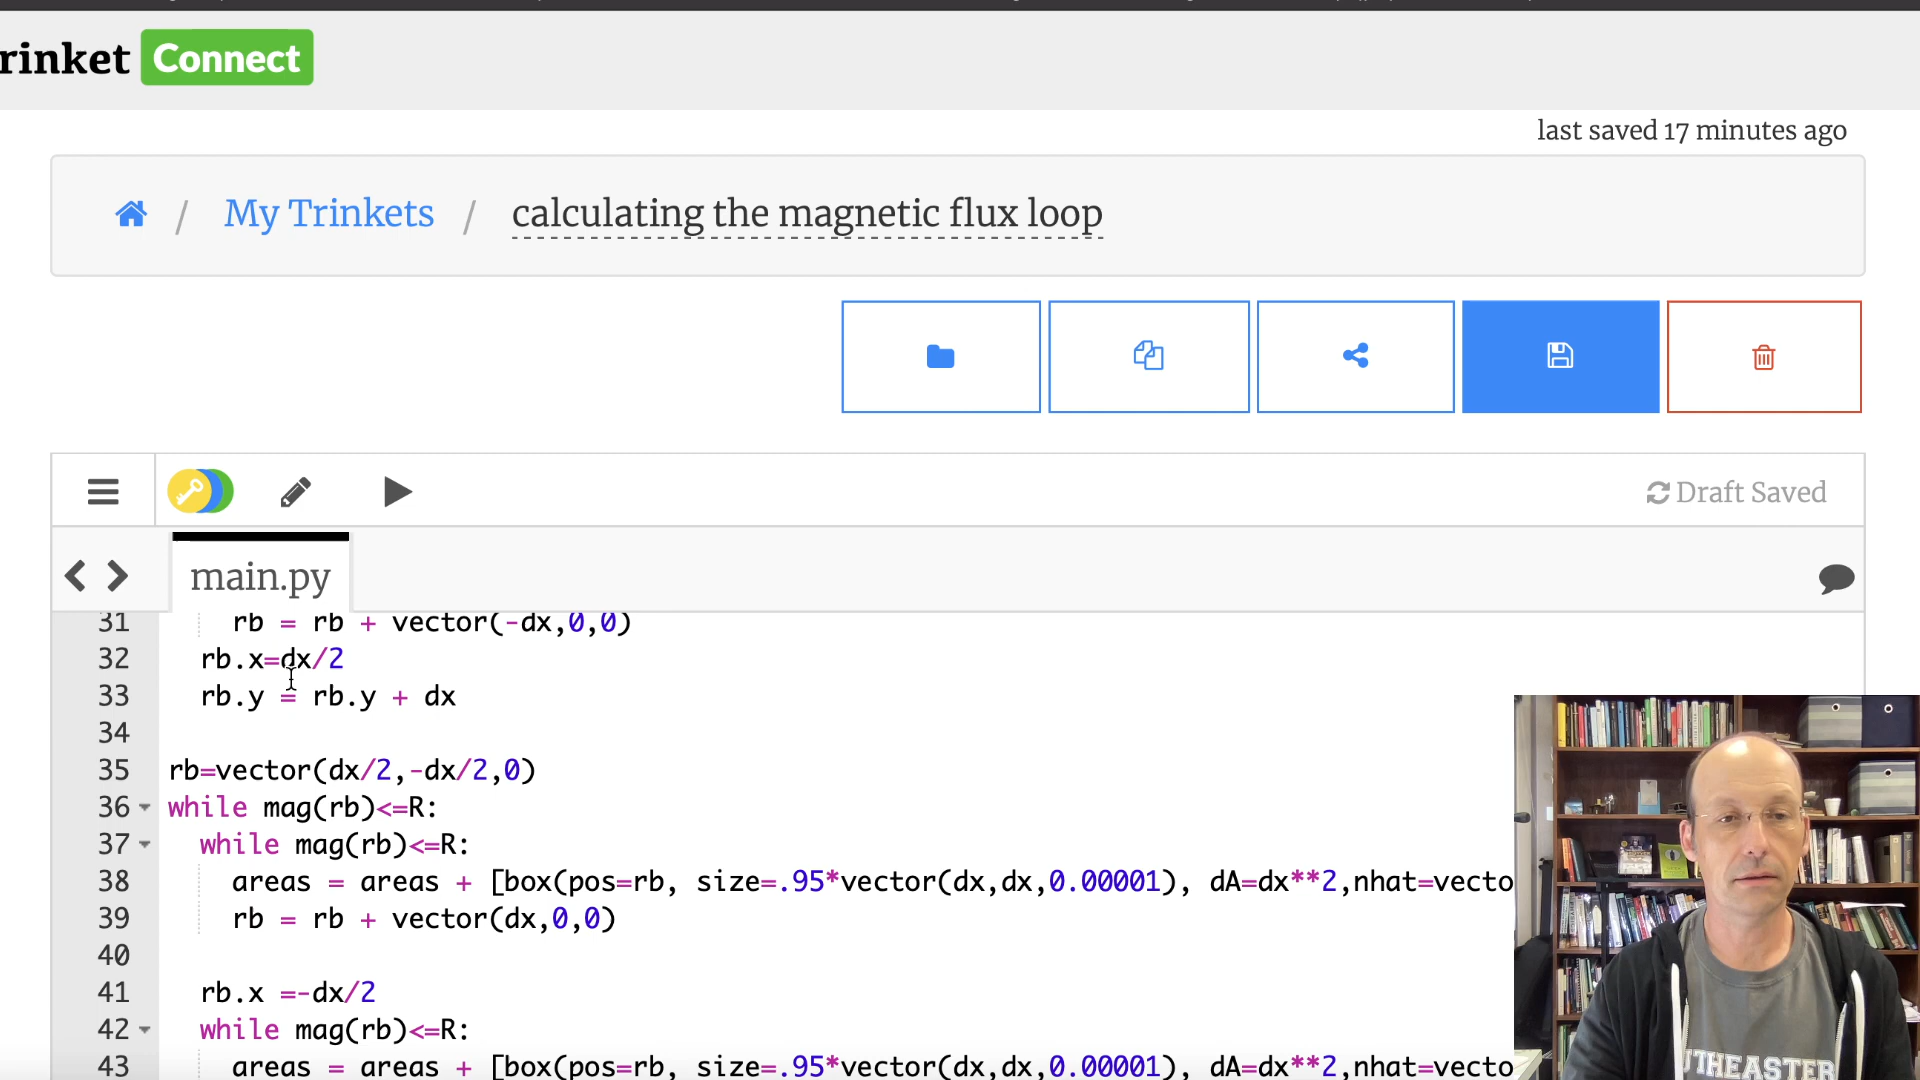 rinket Connect
last saved 17 minutes ago
/ My Trinkets / calculating the magnetic flux loop
Draft Saved
main.py
31 rb = rb + vector(-dx,0,0)
32 rb.x=dx/2
33 rb.y = rb.y + dx
34
35 rb=vector(dx/2,-dx/2,0)
36 while mag(rb)<=R:
37 while mag(rb)<=R:
38 areas = areas + [box(pos=rb, size=.95*vector(dx,dx,0.00001), dA=dx**2,nhat=vecto
39 rb = rb + vector(dx,0,0)
40
41 rb.x =-dx/2
42 while mag(rb)<=R:
43 areas = areas + [box(pos=rb, size=.95*vector(dx,dx,0.00001), dA=dx**2,nhat=vecto
UTHEASTER